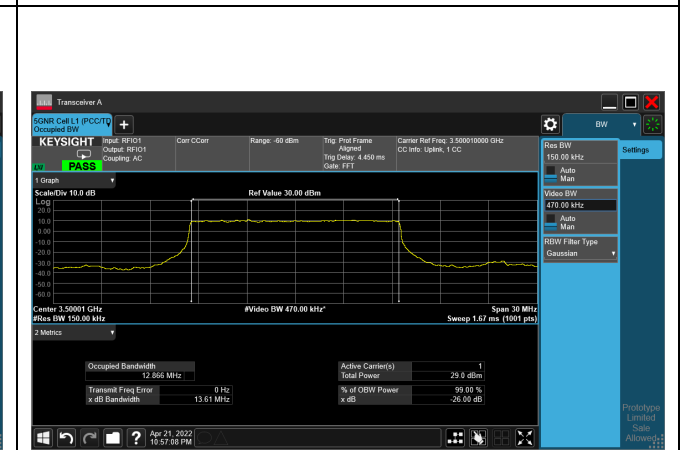 Transceiver A
5GNR Cell L1 (PCC/TD
Occupied BW
+
BW
KEYSIGHT
Input: RFIO1
Output: RFIO1
Coupling: AC
Corr CCorr
Range: -60 dBm
Trig: Prot Frame
Aligned
Trig Delay: 4.450 ms
Gate: FFT
Carrier Ref Freq: 3.500010000 GHz
CC Info: Uplink, 1 CC
PASS
Res BW
150.00 kHz
Auto
Man
Video BW
470.00 kHz
Auto
Man
RBW Filter Type
Gaussian
Settings
1 Graph
Scale/Div 10.0 dB
Ref Value 30.00 dBm
Log
20.0
10.0
0.00
-10.0
-20.0
-30.0
-40.0
-50.0
-60.0
Center 3.50001 GHz
#Video BW 470.00 kHz*
Span 30 MHz
#Res BW 150.00 kHz
Sweep 1.67 ms (1001 pts)
2 Metrics
Occupied Bandwidth
12.866 MHz
Active Carrier(s) 1
Total Power 29.0 dBm
Transmit Freq Error 0 Hz
x dB Bandwidth 13.61 MHz
% of OBW Power 99.00 %
x dB -26.00 dB
Prototype
Limited
Sale
Allowed
?
Apr 21, 2022
10:57:08 PM